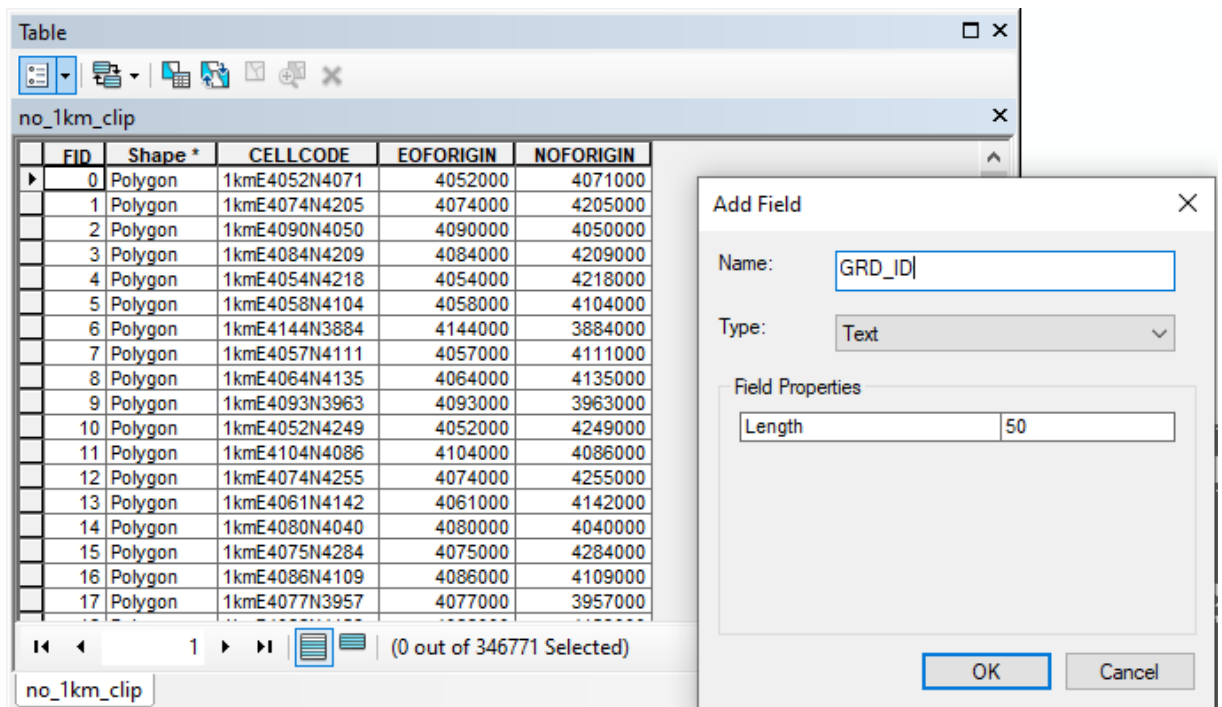 Table
no_1km_clip
FID Shape * CELLCODE EOFORIGIN NOFORIGIN
0 Polygon 1kmE4052N4071 4052000 4071000
1 Polygon 1kmE4074N4205 4074000 4205000
2 Polygon 1kmE4090N4050 4090000 4050000
3 Polygon 1kmE4084N4209 4084000 4209000
4 Polygon 1kmE4054N4218 4054000 4218000
5 Polygon 1kmE4058N4104 4058000 4104000
6 Polygon 1kmE4144N3884 4144000 3884000
7 Polygon 1kmE4057N4111 4057000 4111000
8 Polygon 1kmE4064N4135 4064000 4135000
9 Polygon 1kmE4093N3963 4093000 3963000
10 Polygon 1kmE4052N4249 4052000 4249000
11 Polygon 1kmE4104N4086 4104000 4086000
12 Polygon 1kmE4074N4255 4074000 4255000
13 Polygon 1kmE4061N4142 4061000 4142000
14 Polygon 1kmE4080N4040 4080000 4040000
15 Polygon 1kmE4075N4284 4075000 4284000
16 Polygon 1kmE4086N4109 4086000 4109000
17 Polygon 1kmE4077N3957 4077000 3957000
1 (0 out of 346771 Selected)
no_1km_clip
Add Field
Name: GRD_ID
Type: Text
Field Properties
Length 50
OK Cancel